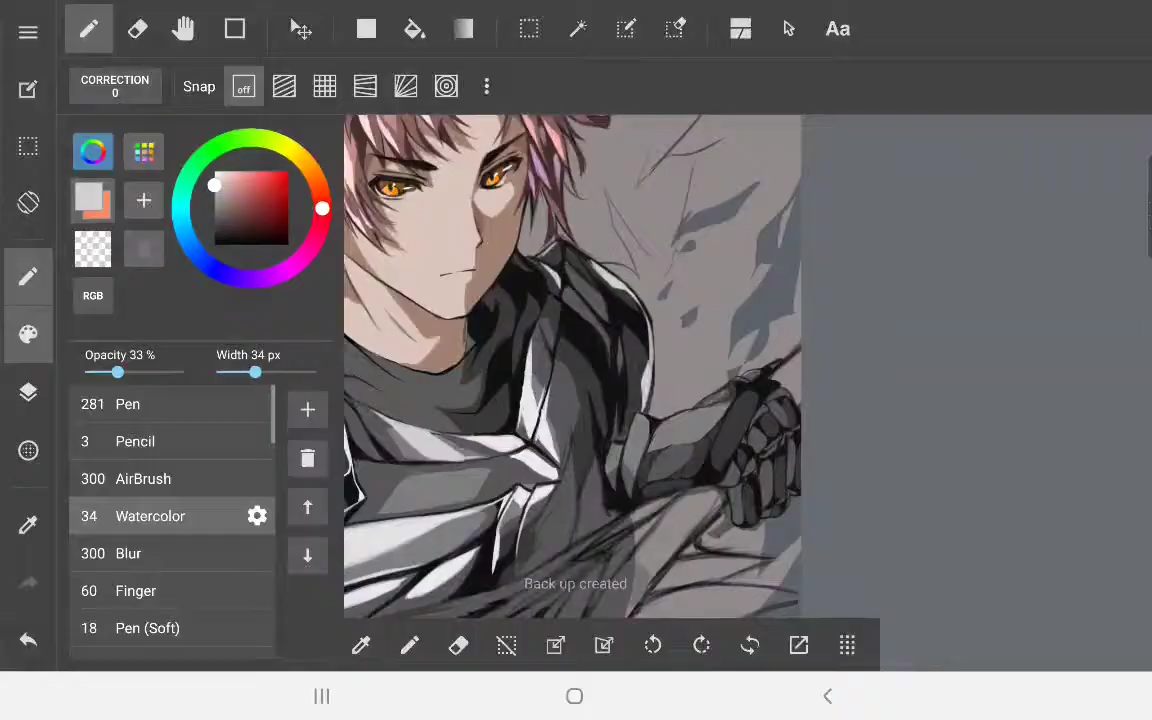 Aa
CORRECTION
0
Snap
off
RGB
Opacity 33 %
Width 34 px
281 Pen
3 Pencil
300 AirBrush
34 Watercolor
300 Blur
60 Finger
18 Pen (Soft)
Back up created